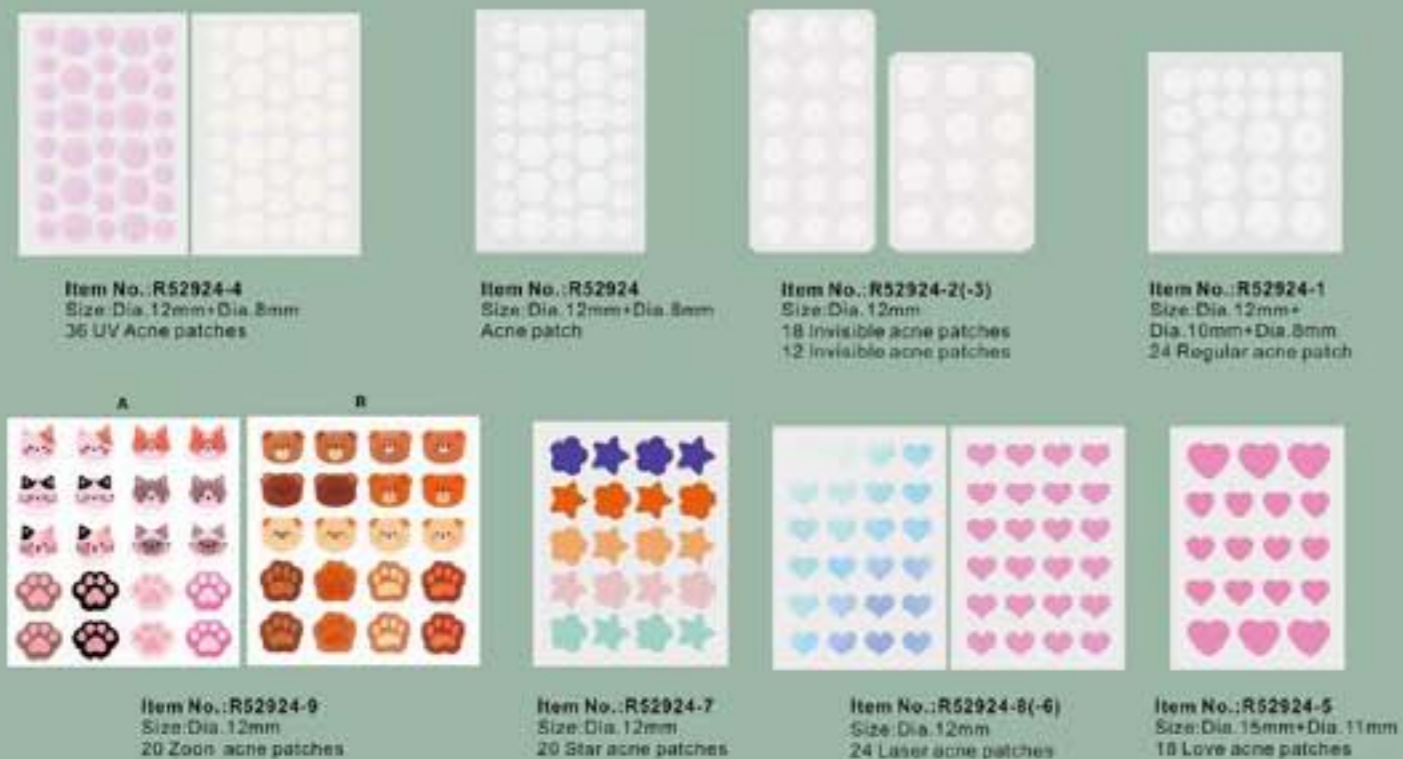 Item No.:R52924-4
Size:Dia.12mm+Dia.8mm
36 UV Acne patches
Item No.:R52924
Size:Dia.12mm+Dia.8mm
Acne patch
Item No.:R52924-2(-3)
Size:Dia.12mm
18 Invisible acne patches
12 Invisible acne patches
Item No.:R52924-1
Size:Dia.12mm+
Dia.10mm+Dia.8mm
24 Regular acne patch
A
B
Item No.:R52924-9
Size:Dia.12mm
20 Zoon acne patches
Item No.:R52924-7
Size:Dia.12mm
20 Star acne patches
Item No.:R52924-8(-6)
Size:Dia.12mm
24 Laser acne patches
Item No.:R52924-5
Size:Dia.15mm+Dia.11mm
18 Love acne patches